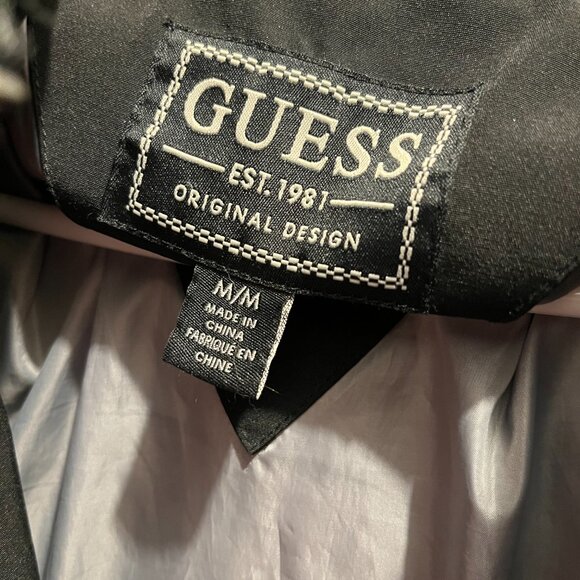 GUESS
EST. 1981
ORIGINAL DESIGN
M/M
MADE IN
CHINA
FABRIQUÉ EN
CHINE